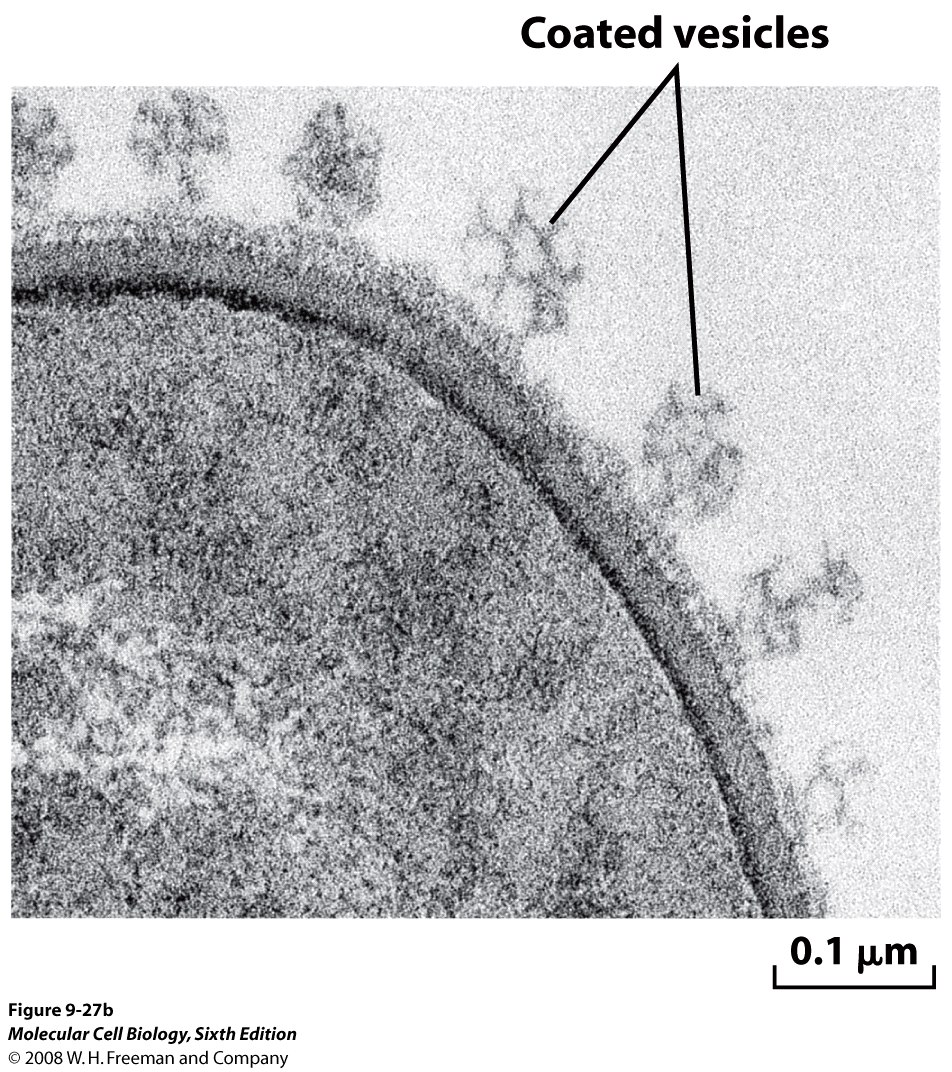 Coated vesicles
0.1 μm
Figure 9-27b
Molecular Cell Biology, Sixth Edition
© 2008 W. H. Freeman and Company